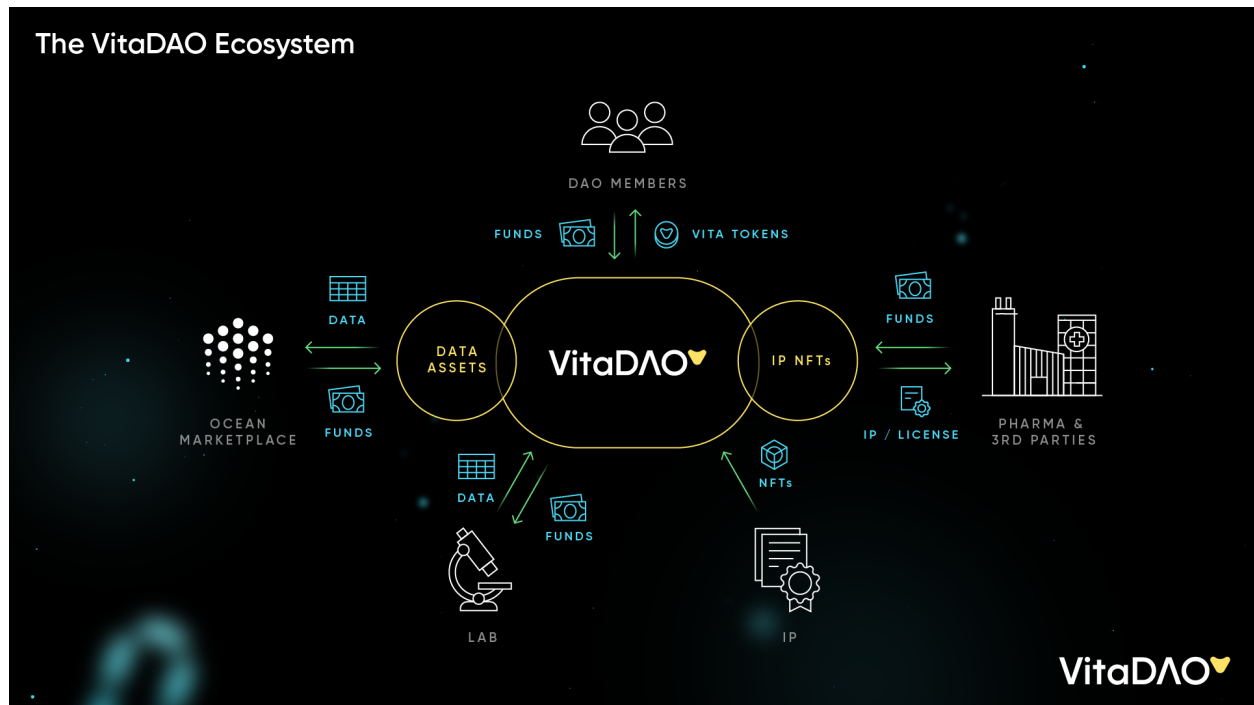 The VitaDAO Ecosystem
DAO MEMBERS
FUNDS
VITA TOKENS
DATA
FUNDS
DATA
ASSETS
VitaDAO
IP NFTs
OCEAN
MARKETPLACE
FUNDS
IP / LICENSE
PHARMA &
3RD PARTIES
DATA
FUNDS
NFTs
LAB
IP
VitaDAO